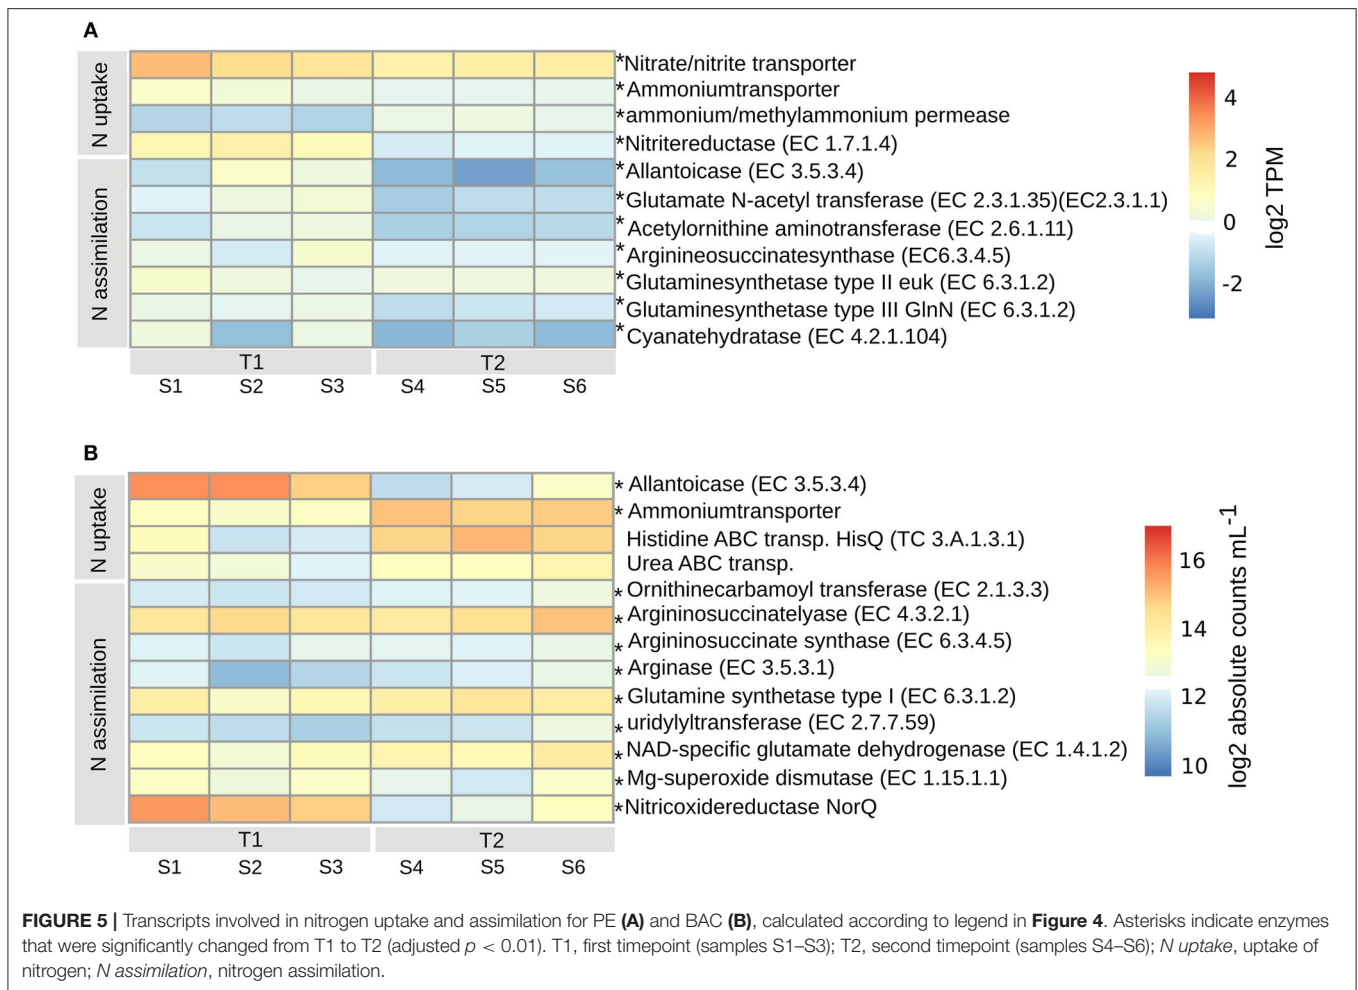 A
N uptake
N assimilation
*Nitrate/nitrite transporter
*Ammoniumtransporter
*ammonium/methylammonium permease
*Nitritereductase (EC 1.7.1.4)
*Allantoicase (EC 3.5.3.4)
*Glutamate N-acetyl transferase (EC 2.3.1.35)(EC2.3.1.1)
*Acetylornithine aminotransferase (EC 2.6.1.11)
*Arginineosuccinatesynthase (EC6.3.4.5)
*Glutaminesynthetase type II euk (EC 6.3.1.2)
*Glutaminesynthetase type III GlnN (EC 6.3.1.2)
*Cyanatehydratase (EC 4.2.1.104)
T1 T2
S1 S2 S3 S4 S5 S6
4
2
0
-2
log2 TPM
B
N uptake
N assimilation
* Allantoicase (EC 3.5.3.4)
* Ammoniumtransporter
Histidine ABC transp. HisQ (TC 3.A.1.3.1)
Urea ABC transp.
* Ornithinecarbamoyl transferase (EC 2.1.3.3)
* Argininosuccinatelyase (EC 4.3.2.1)
* Argininosuccinate synthase (EC 6.3.4.5)
* Arginase (EC 3.5.3.1)
* Glutamine synthetase type I (EC 6.3.1.2)
* uridylyltransferase (EC 2.7.7.59)
* NAD-specific glutamate dehydrogenase (EC 1.4.1.2)
* Mg-superoxide dismutase (EC 1.15.1.1)
*Nitricoxidereductase NorQ
T1 T2
S1 S2 S3 S4 S5 S6
16
14
12
10
log2 absolute counts mL-1
FIGURE 5 | Transcripts involved in nitrogen uptake and assimilation for PE (A) and BAC (B), calculated according to legend in Figure 4. Asterisks indicate enzymes
that were significantly changed from T1 to T2 (adjusted p < 0.01). T1, first timepoint (samples S1–S3); T2, second timepoint (samples S4–S6); N uptake, uptake of
nitrogen; N assimilation, nitrogen assimilation.